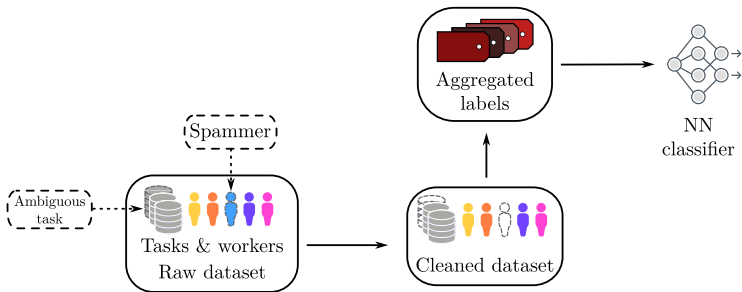 Spammer
Ambiguous
task
Tasks & workers
Raw dataset
Cleaned dataset
Aggregated
labels
NN
classifier